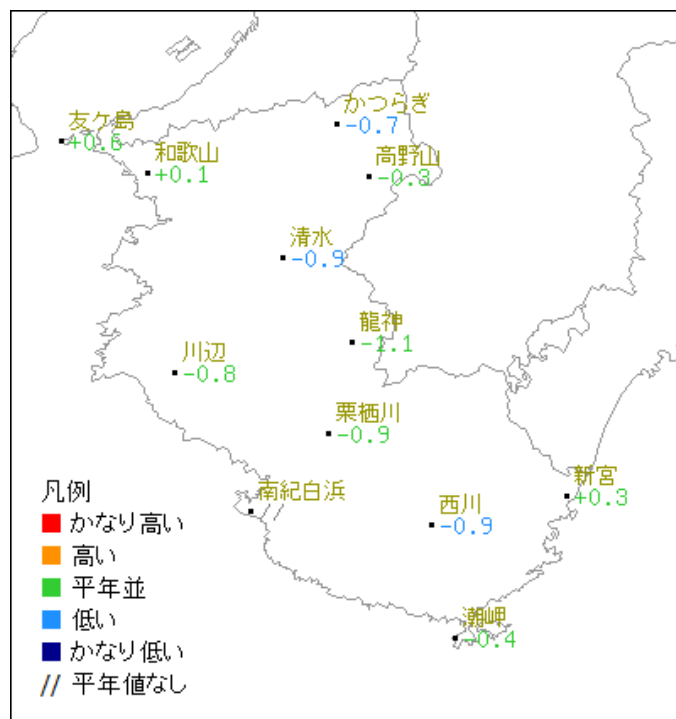 かつらぎ
-0.7
友ケ島
+0.6
和歌山
+0.1
高野山
-0.3
清水
-0.9
龍神
-1.1
川辺
-0.8
栗栖川
-0.9
南紀白浜
//
西川
-0.9
新宮
+0.3
潮岬
-0.4
凡例
かなり高い
高い
平年並
低い
かなり低い
// 平年値なし